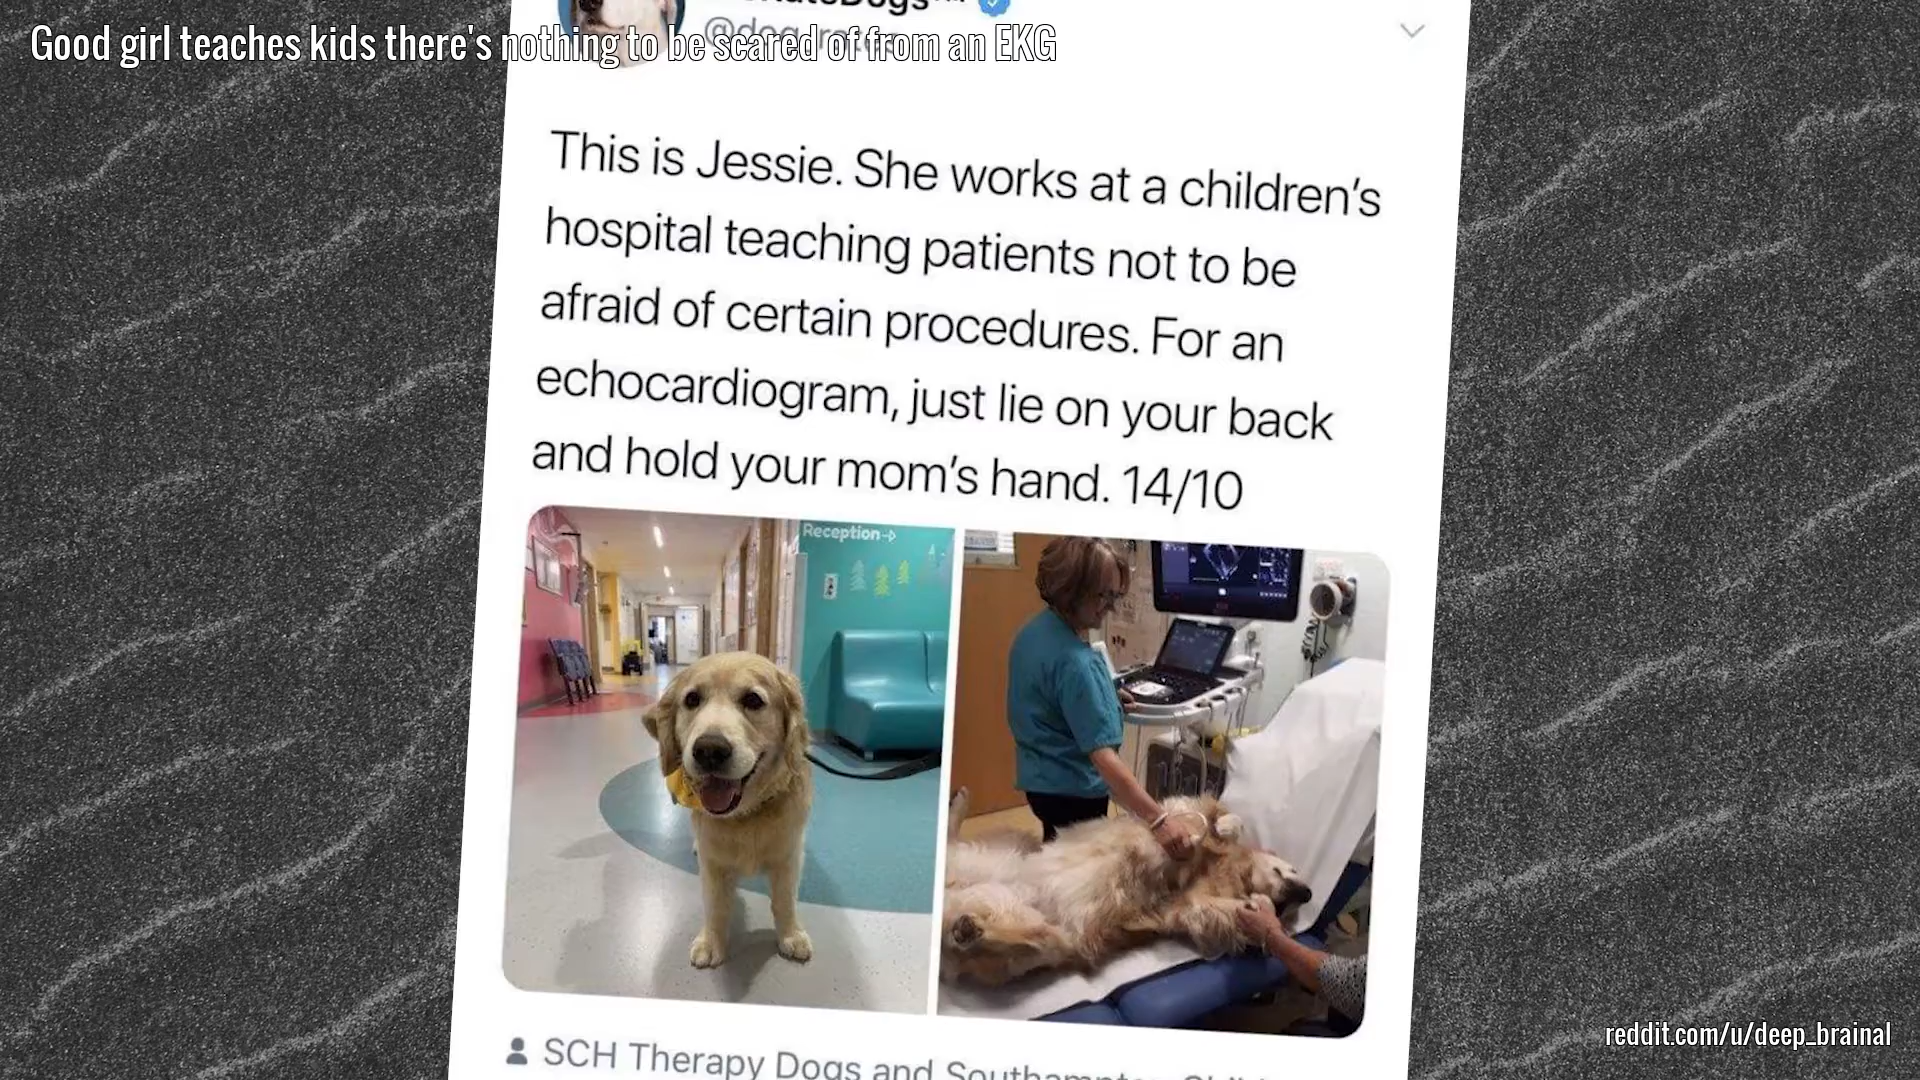 Good girl teaches kids there's nothing to be scared of from an EKG
This is Jessie. She works at a children's
hospital teaching patients not to be
afraid of certain procedures. For an
echocardiogram, just lie on your back
and hold your mom's hand. 14/10
Reception
SCH Therapy Dogs and
reddit.com/u/deep_brainal